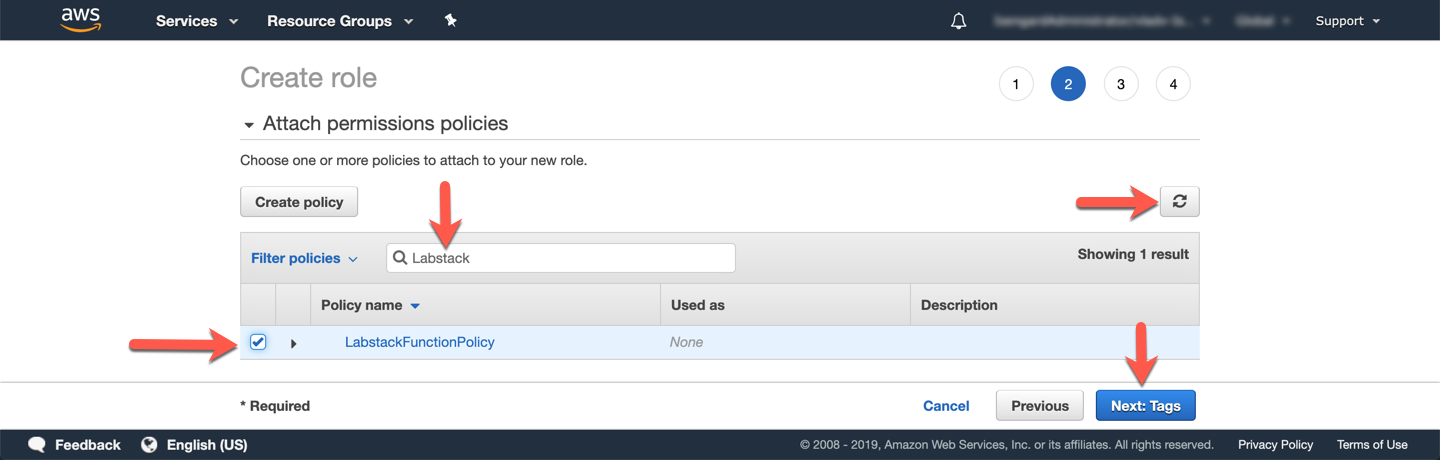 aws Services Resource Groups Support
Create role
1 2 3 4
Attach permissions policies
Choose one or more policies to attach to your new role.
Create policy
Filter policies Labstack Showing 1 result
Policy name Used as Description
LabstackFunctionPolicy None
* Required Cancel Previous Next: Tags
Feedback English (US) © 2008 - 2019, Amazon Web Services, Inc. or its affiliates. All rights reserved. Privacy Policy Terms of Use